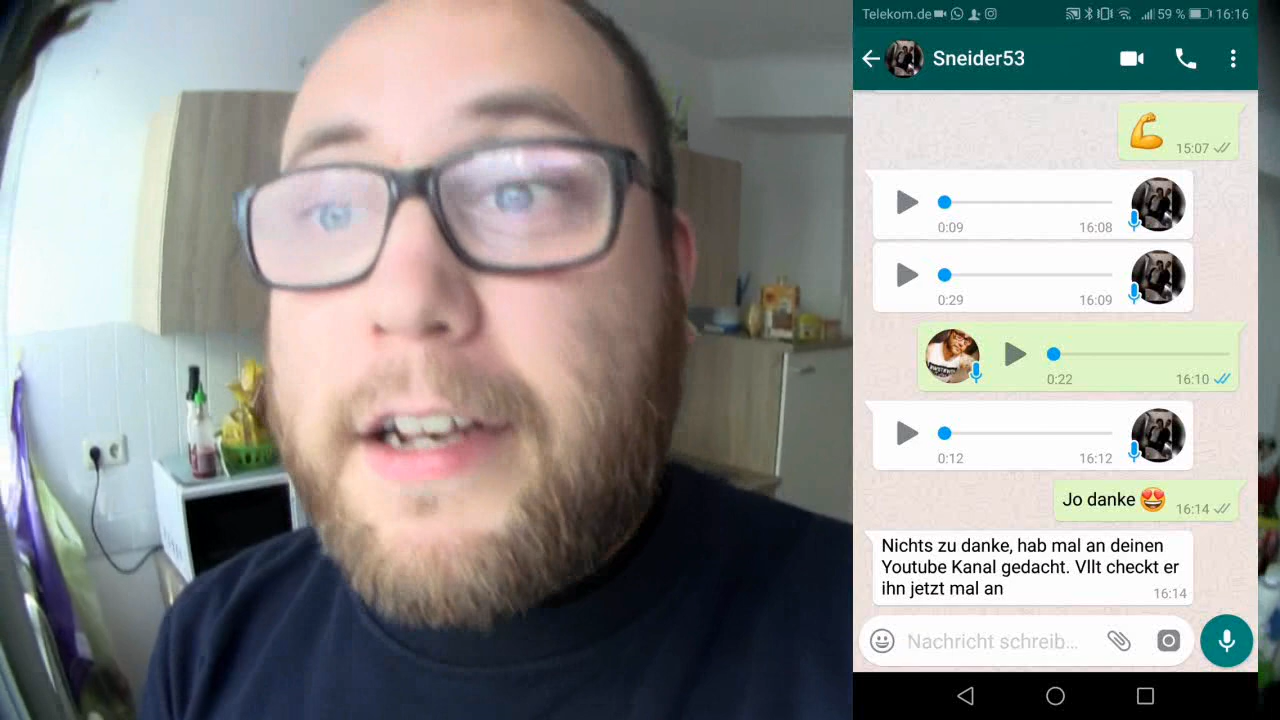 Telekom.de 59 % 16:16
Sneider53
15:07
0:09 16:08
0:29 16:09
0:22 16:10
0:12 16:12
Jo danke 😍 16:14
Nichts zu danke, hab mal an deinen
Youtube Kanal gedacht. Vllt checkt er
ihn jetzt mal an
16:14
Nachricht schreib...